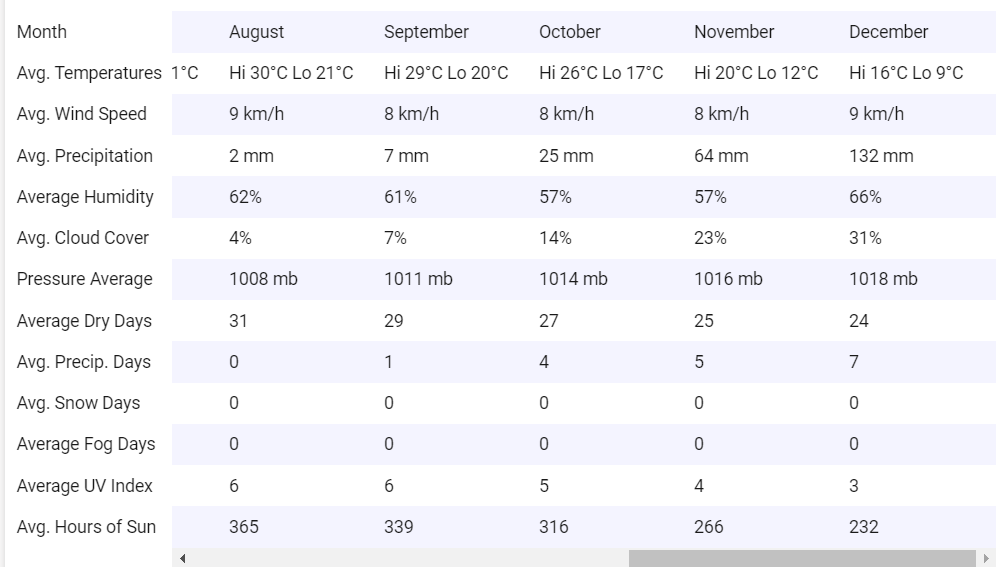 Month August September October November December
Avg. Temperatures 1°C Hi 30°C Lo 21°C Hi 29°C Lo 20°C Hi 26°C Lo 17°C Hi 20°C Lo 12°C Hi 16°C Lo 9°C
Avg. Wind Speed 9 km/h 8 km/h 8 km/h 8 km/h 9 km/h
Avg. Precipitation 2 mm 7 mm 25 mm 64 mm 132 mm
Average Humidity 62% 61% 57% 57% 66%
Avg. Cloud Cover 4% 7% 14% 23% 31%
Pressure Average 1008 mb 1011 mb 1014 mb 1016 mb 1018 mb
Average Dry Days 31 29 27 25 24
Avg. Precip. Days 0 1 4 5 7
Avg. Snow Days 0 0 0 0 0
Average Fog Days 0 0 0 0 0
Average UV Index 6 6 5 4 3
Avg. Hours of Sun 365 339 316 266 232